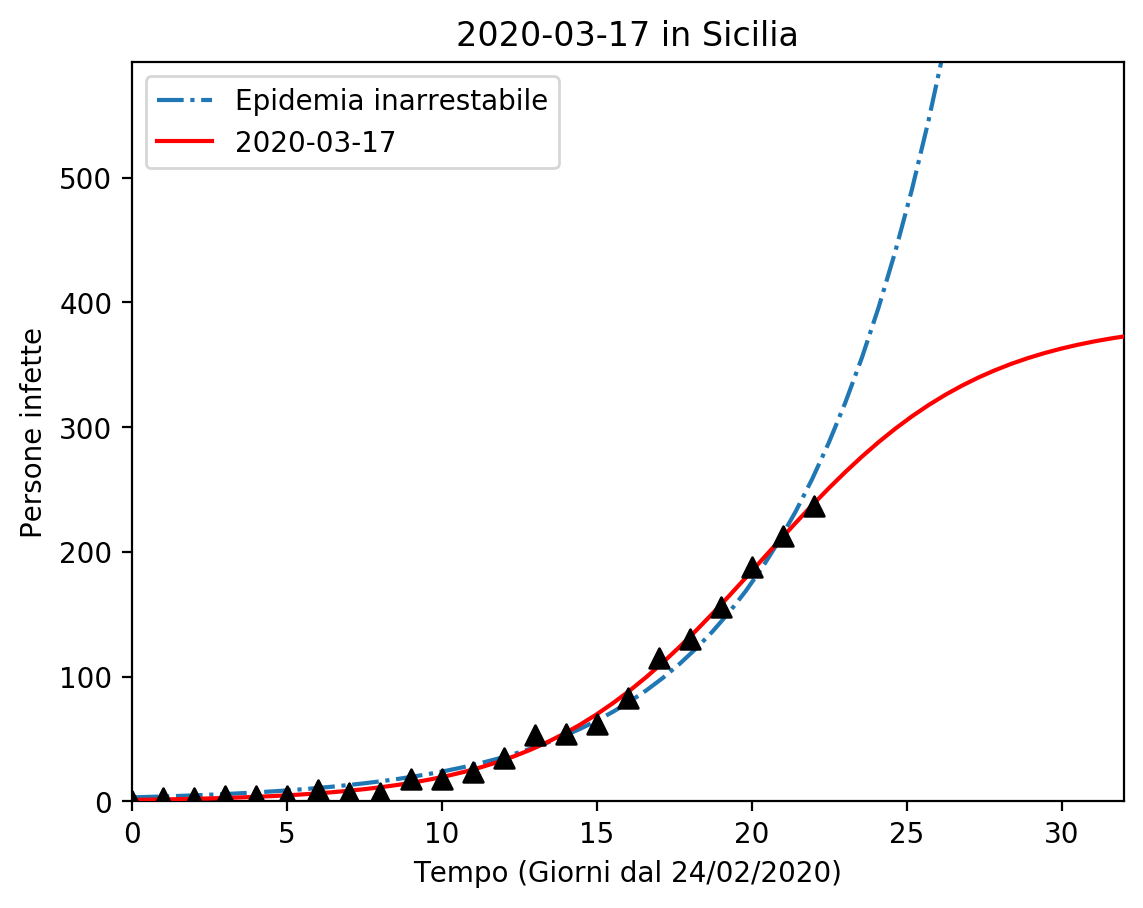 2020-03-17 in Sicilia
Epidemia inarrestabile
2020-03-17
Persone infette
500
400
300
200
100
0
0 5 10 15 20 25 30
Tempo (Giorni dal 24/02/2020)